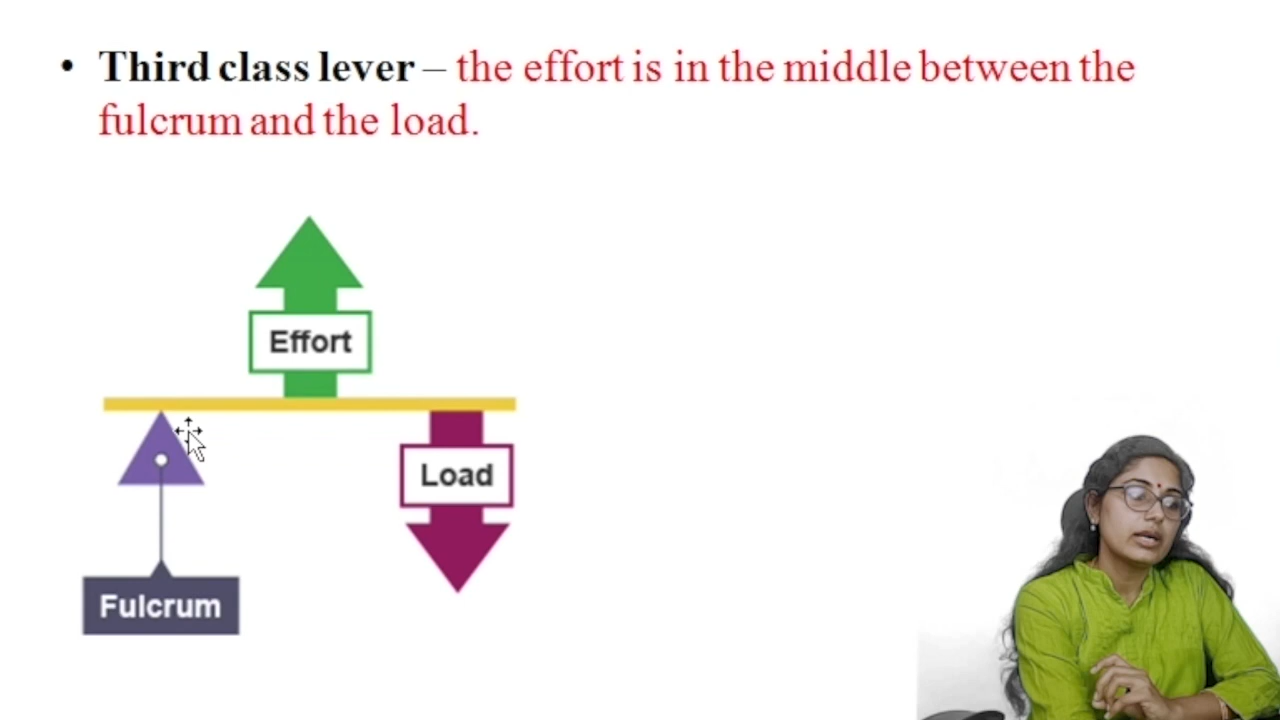 • Third class lever – the effort is in the middle between the
fulcrum and the load.
Effort
Load
Fulcrum